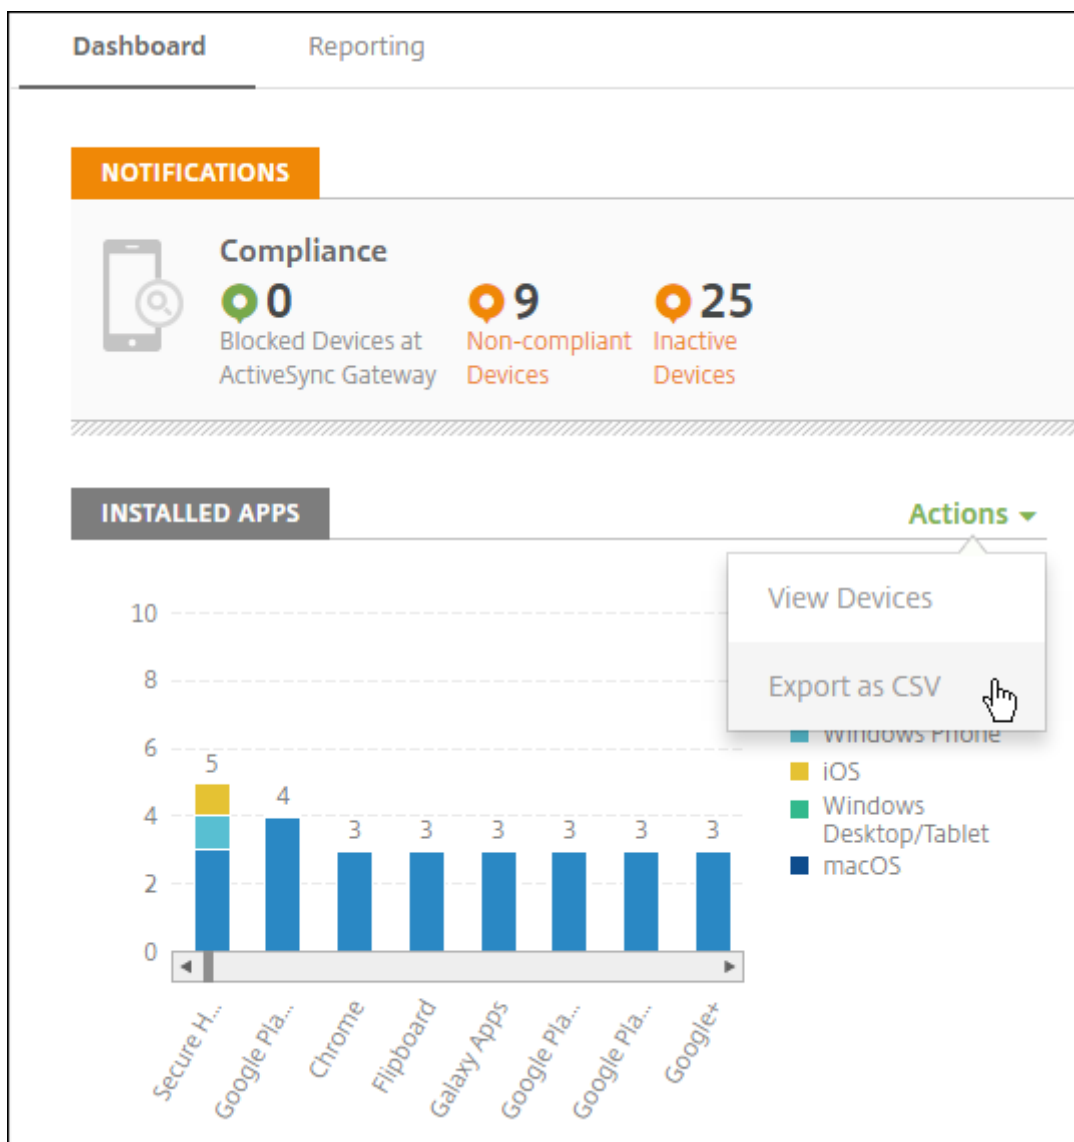 Dashboard Reporting
NOTIFICATIONS
Compliance
0 9 25
Blocked Devices at Non-compliant Inactive
ActiveSync Gateway Devices Devices
INSTALLED APPS Actions
View Devices
Export as CSV
10
8
6
4
2
0
5
4
3
3
3
3
3
3
Windows Phone
iOS
Windows
Desktop/Tablet
macOS
Secure H...
Google Pla...
Chrome
Flipboard
Galaxy Apps
Google Pla...
Google Pla...
Google+